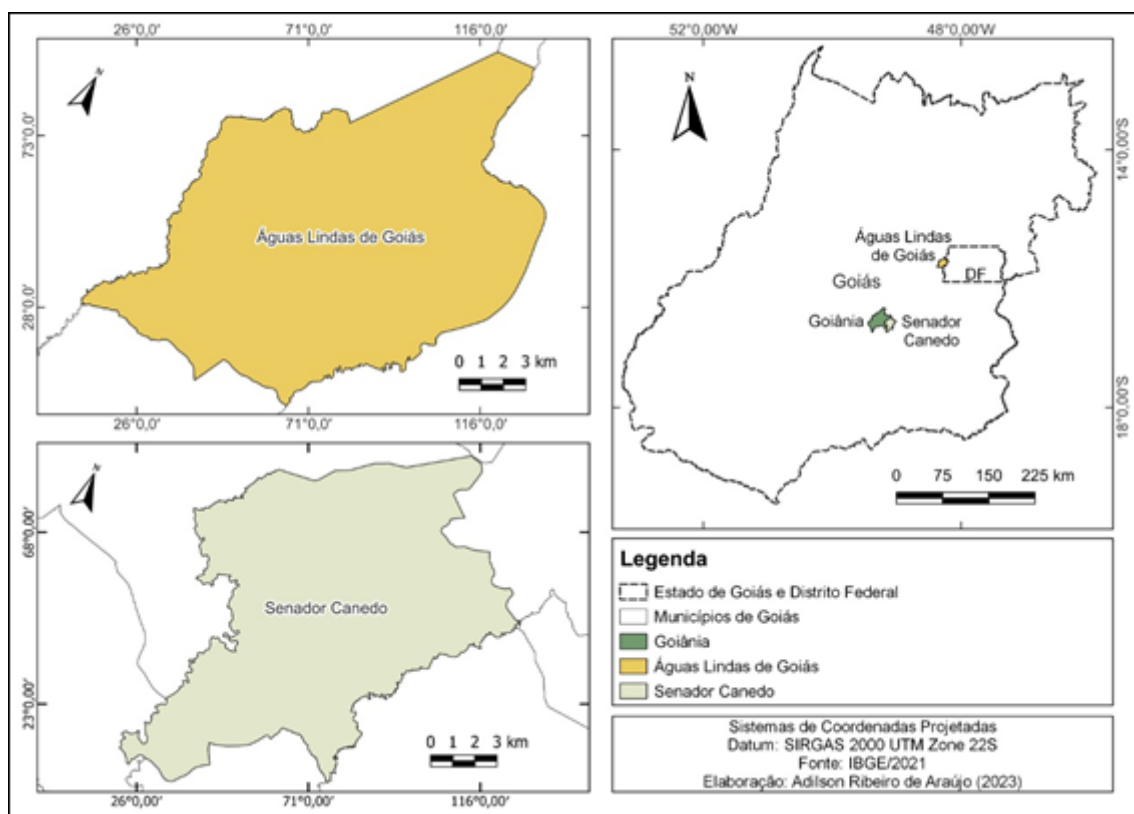 26°0,0'
71°0,0'
116°0,0'
N
73°0,0'
28°0,0'
Águas Lindas de Goiás
0 1 2 3 km
26°0,0'
71°0,0'
116°0,0'
N
68°0,00'
23°0,00'
Senador Canedo
0 1 2 3 km
26°0,00'
71°0,00'
116°0,00'
52°0,00'W
48°0,00'W
N
14°0,00'S
18°0,00'S
Águas Lindas
de Goiás
DF
Goiás
Goiânia
Senador
Canedo
0 75 150 225 km
Legenda
Estado de Goiás e Distrito Federal
Municípios de Goiás
Goiânia
Águas Lindas de Goiás
Senador Canedo
Sistemas de Coordenadas Projetadas
Datum: SIRGAS 2000 UTM Zone 22S
Fonte: IBGE/2021
Elaboração: Adilson Ribeiro de Araújo (2023)